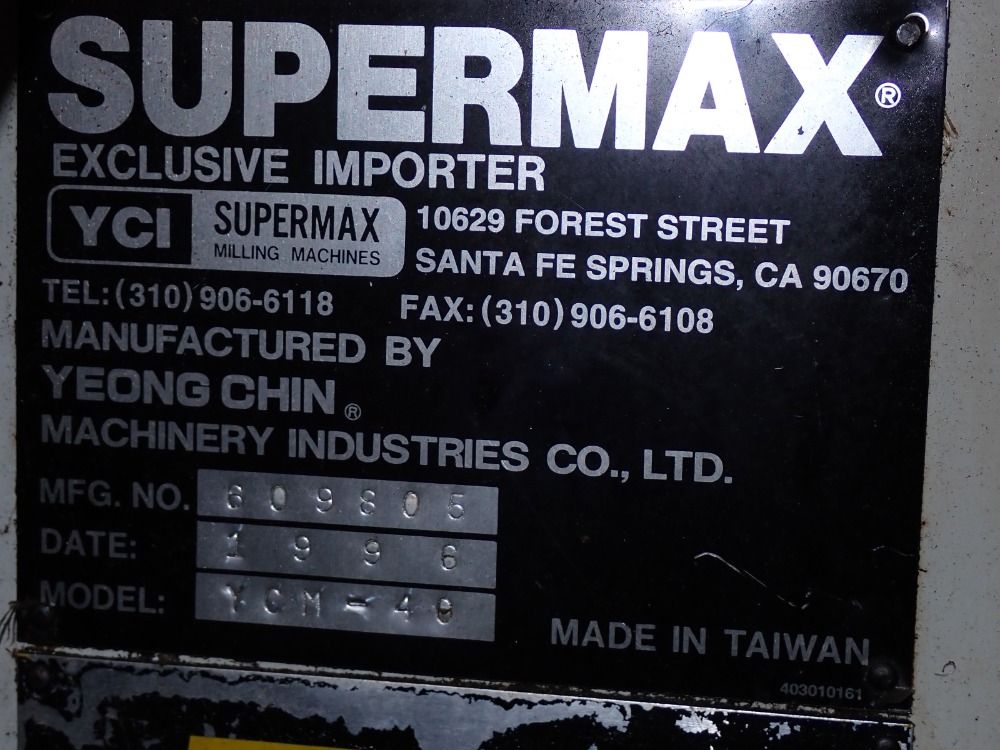 SUPERMAX®
EXCLUSIVE IMPORTER
YCI SUPERMAX MILLING MACHINES
10629 FOREST STREET
SANTA FE SPRINGS, CA 90670
TEL:(310)906-6118 FAX:(310)906-6108
MANUFACTURED BY
YEONG CHIN®
MACHINERY INDUSTRIES CO., LTD.
MFG. NO.
DATE: 1996
MODEL: YCM-40
MADE IN TAIWAN
403010161